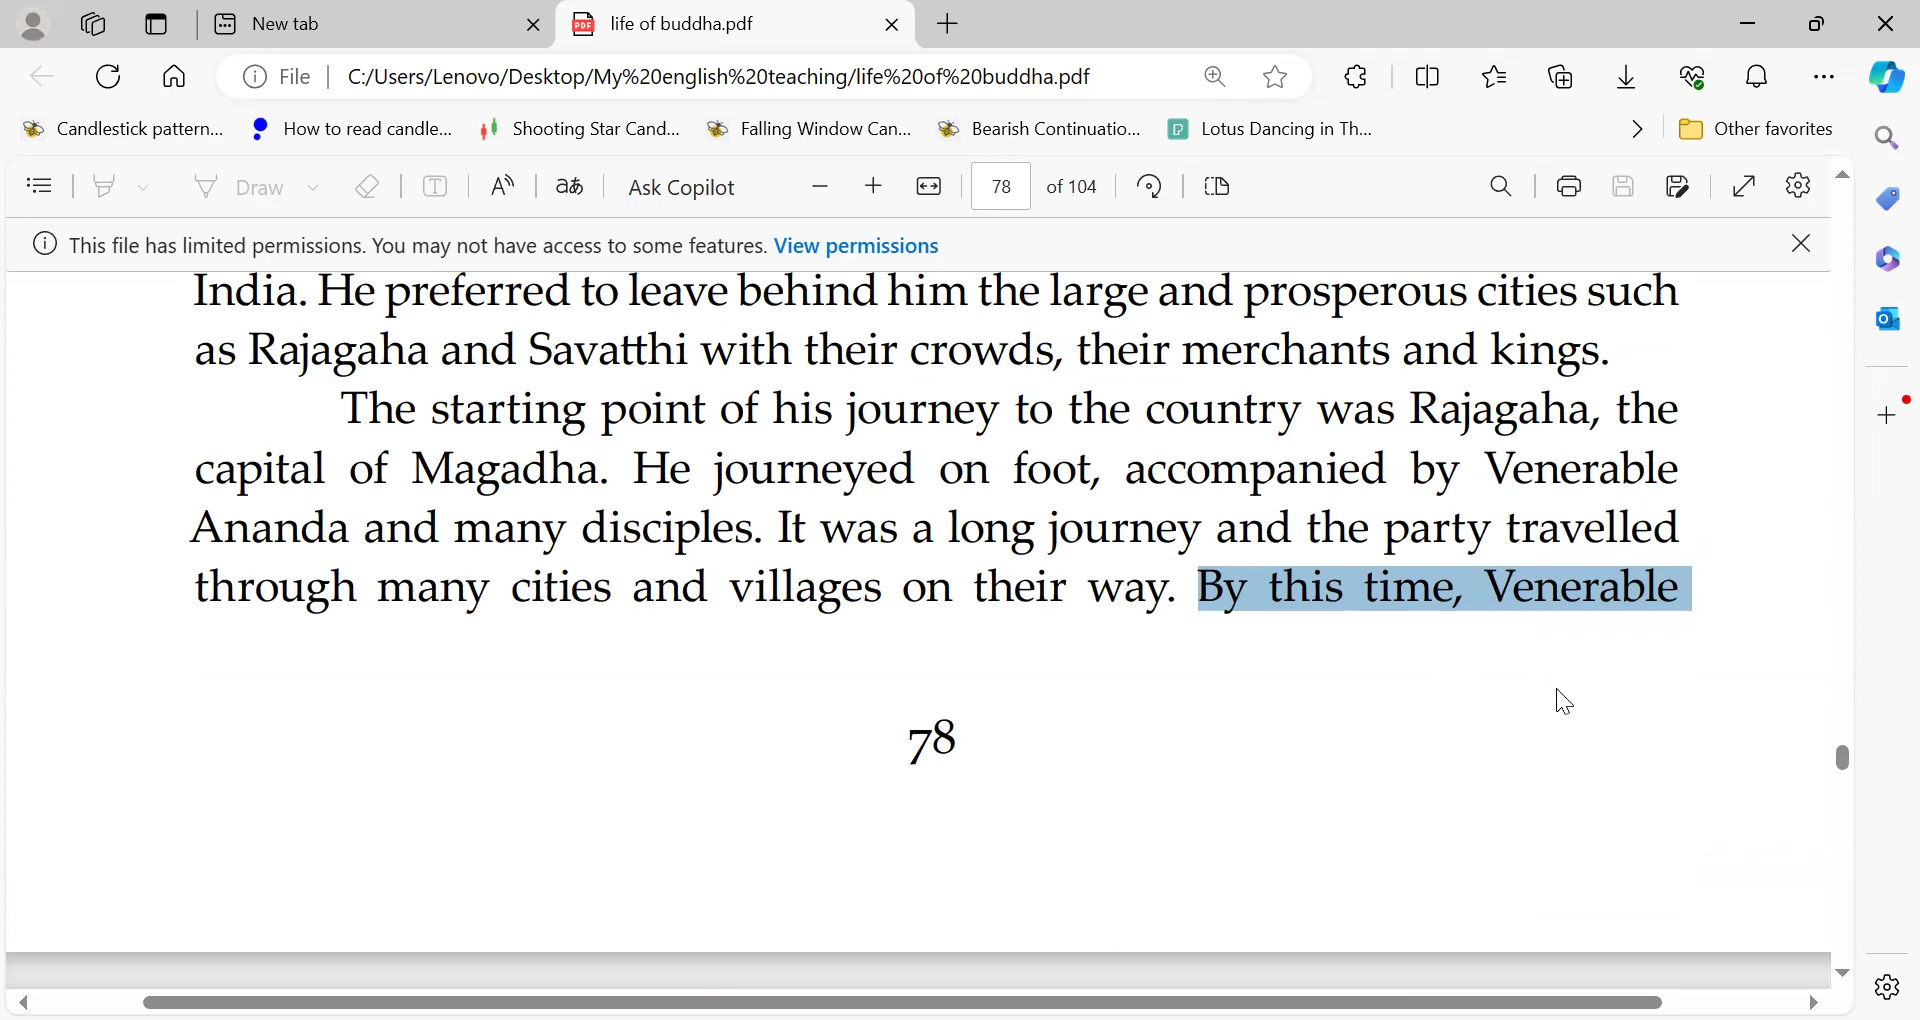 New tab
life of buddha.pdf
File
C:/Users/Lenovo/Desktop/My%20english%20teaching/life%20of%20buddha.pdf
Candlestick pattern...
How to read candle...
Shooting Star Cand...
Falling Window Can...
Bearish Continuatio...
Lotus Dancing in Th...
Other favorites
Draw
aあ
Ask Copilot
78
of 104
This file has limited permissions. You may not have access to some features. View permissions
India. He preferred to leave behind him the large and prosperous cities such
as Rajagaha and Savatthi with their crowds, their merchants and kings.
The starting point of his journey to the country was Rajagaha, the
capital of Magadha. He journeyed on foot, accompanied by Venerable
Ananda and many disciples. It was a long journey and the party travelled
through many cities and villages on their way. By this time, Venerable
78